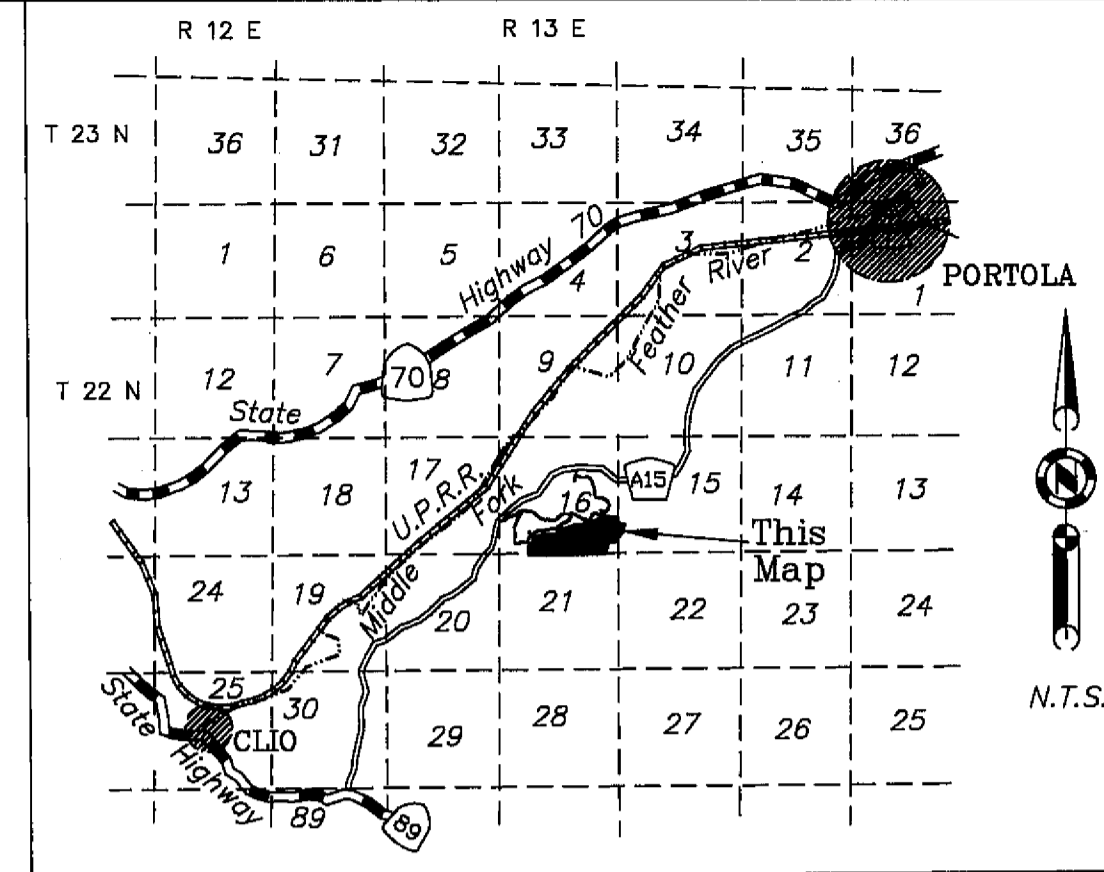 R 12 E R 13 E
T 23 N 36 31 32 33 34 35 36
1 6 5 Highway 70 4 3 Feather River 2 1
PORTOLA
T 22 N 12 7 70 8 9 10 11 12
State
13 18 17 U.P.R.R. 16 A15 15 14 13
Middle Fork
This
Map
24 19 20 21 22 23 24
N
N.T.S.
25 30 29 28 27 26 25
CLIO
State Highway 89
89